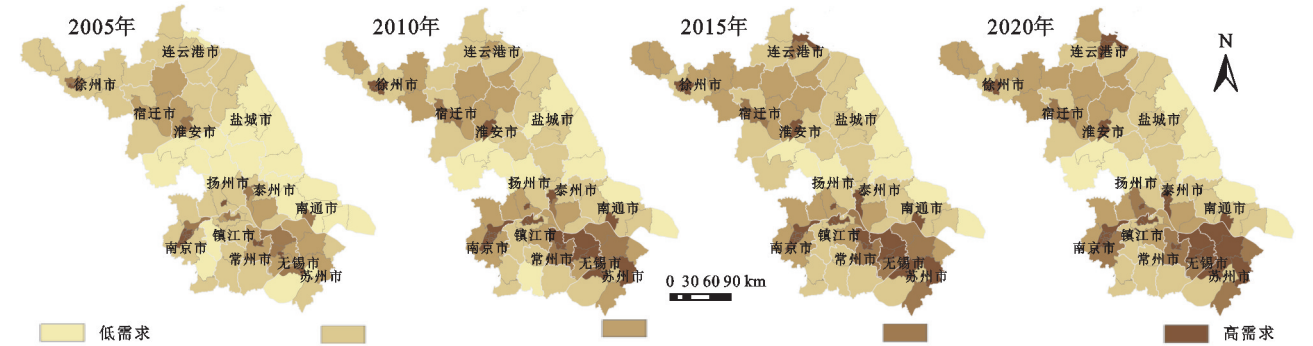 2005年
连云港市
徐州市
宿迁市
盐城市
淮安市
扬州市
泰州市
南通市
镇江市
南京市
常州市
无锡市
苏州市
2010年
连云港市
徐州市
宿迁市
盐城市
淮安市
扬州市
泰州市
南通市
镇江市
南京市
常州市
无锡市
苏州市
2015年
连云港市
徐州市
宿迁市
盐城市
淮安市
扬州市
泰州市
南通市
镇江市
南京市
常州市
无锡市
苏州市
2020年
连云港市
徐州市
宿迁市
盐城市
淮安市
扬州市
泰州市
南通市
镇江市
南京市
常州市
无锡市
苏州市
N
0 30 60 90 km
低需求
高需求